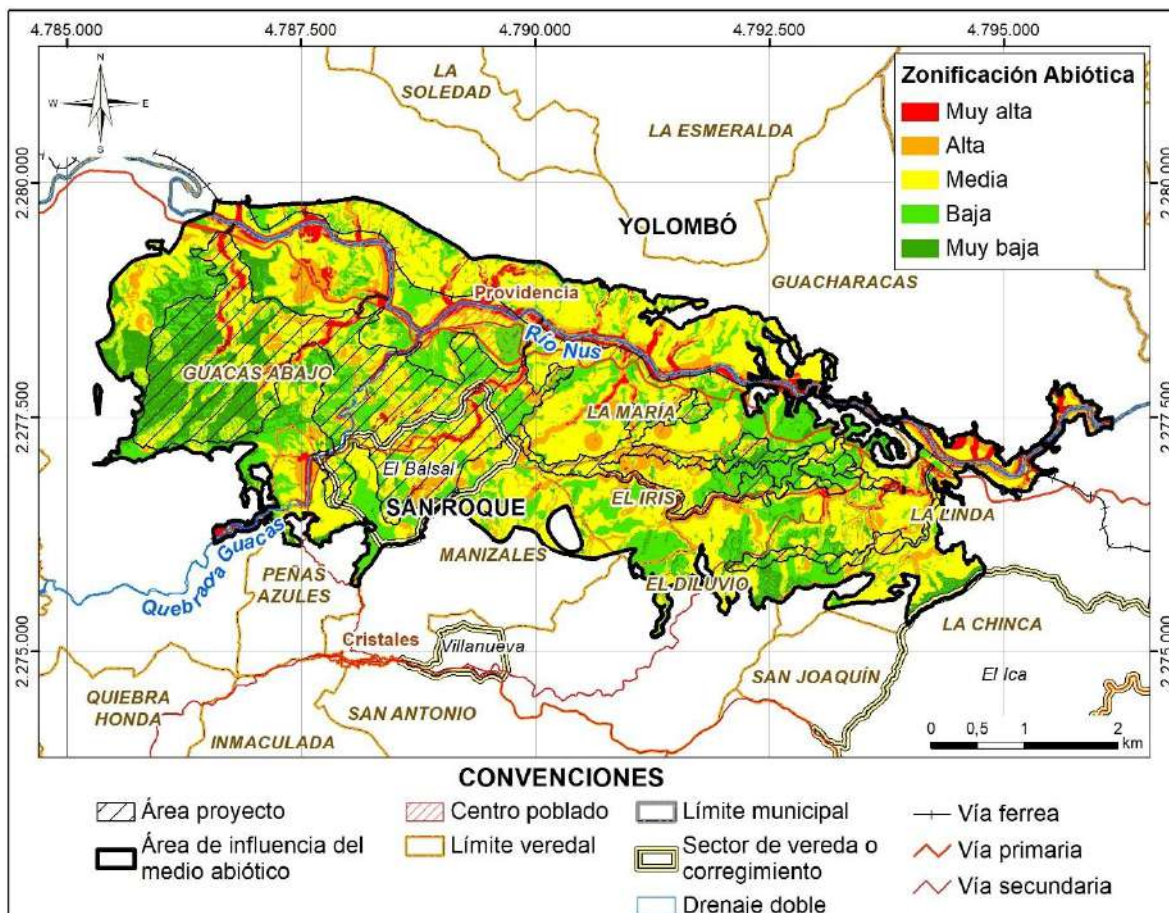 4.785.000 4.787.500 4.790.000 4.792.500 4.795.000
N
W E
S
Zonificación Abiótica
Muy alta
Alta
Media
Baja
Muy baja
2.280.000
2.280.000
LA
SOLEDAD
LA ESMERALDA
YOLOMBÓ
GUACHARACAS
Providencia
Río Nus
GUACAS ABAJO
2.277.500
2.277.500
LA MARÍA
El Balsal
EL IRIS
SAN ROQUE
LA LINDA
MANIZALES
Quebrada Guacas
PEÑAS
AZULES
EL DILUVIO
LA CHINCA
Cristales
Villanueva
2.275.000
2.275.000
SAN JOAQUÍN
El Ica
QUIEBRA
HONDA
SAN ANTONIO
INMACULADA
0 0,5 1 2
km
CONVENCIONES
Área proyecto
Área de influencia del
medio abiótico
Centro poblado
Límite veredal
Límite municipal
Sector de vereda o
corregimiento
Drenaje doble
Vía ferrea
Vía primaria
Vía secundaria